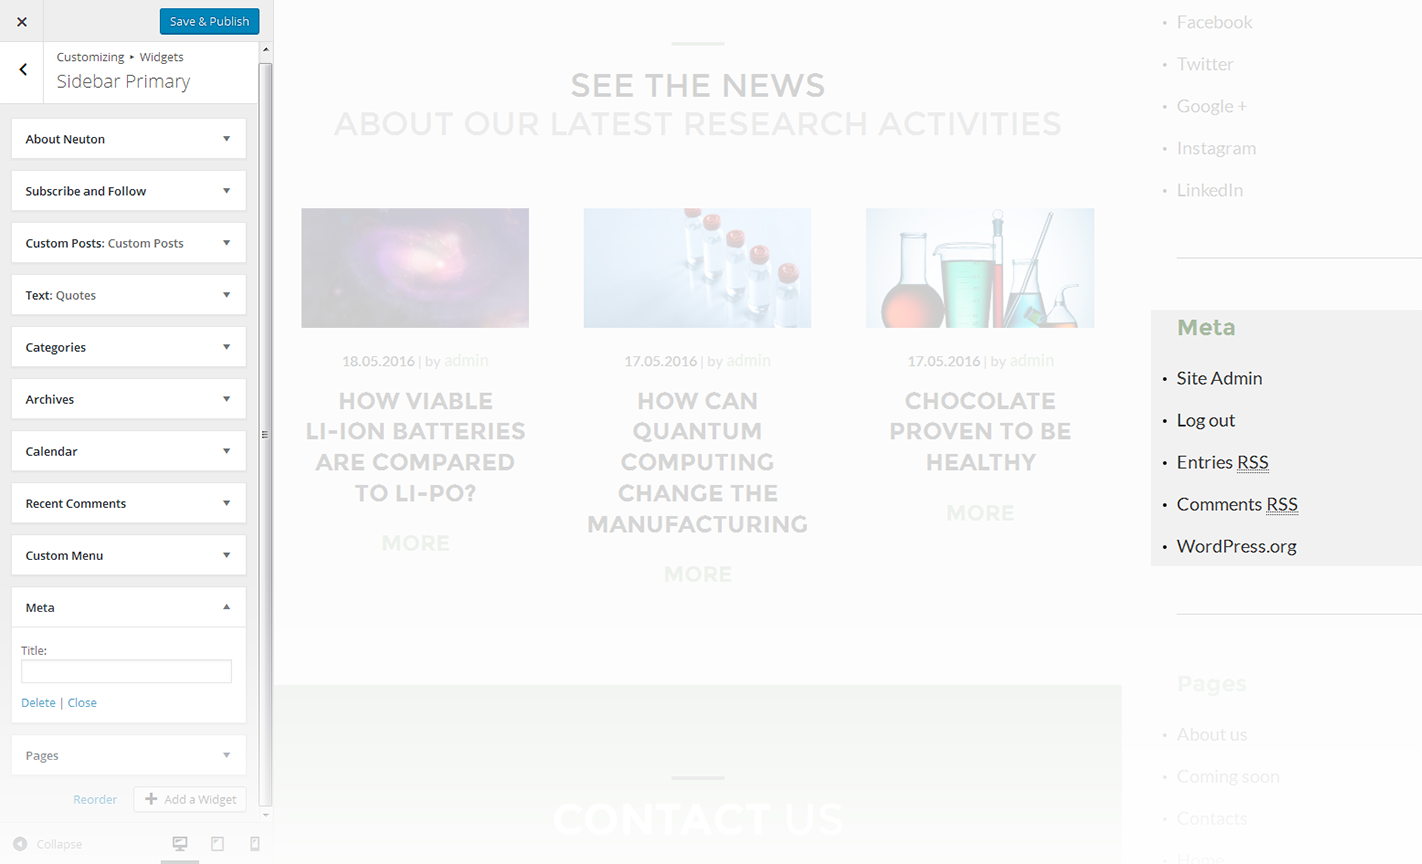 Save & Publish
Customizing ▸ Widgets
Sidebar Primary
About Neuton
Subscribe and Follow
Custom Posts: Custom Posts
Text: Quotes
Categories
Archives
Calendar
Recent Comments
Custom Menu
Meta
Title:
Delete | Close
Pages
Reorder
Add a Widget
Collapse
SEE THE NEWS
ABOUT OUR LATEST RESEARCH ACTIVITIES
18.05.2016 | by admin
HOW VIABLE
LI-ION BATTERIES
ARE COMPARED
TO LI-PO?
MORE
17.05.2016 | by admin
HOW CAN
QUANTUM
COMPUTING
CHANGE THE
MANUFACTURING
MORE
17.05.2016 | by admin
CHOCOLATE
PROVEN TO BE
HEALTHY
MORE
CONTACT US
• Facebook
• Twitter
• Google +
• Instagram
• LinkedIn
Meta
• Site Admin
• Log out
• Entries RSS
• Comments RSS
• WordPress.org
Pages
• About us
• Coming soon
• Contacts
• Home